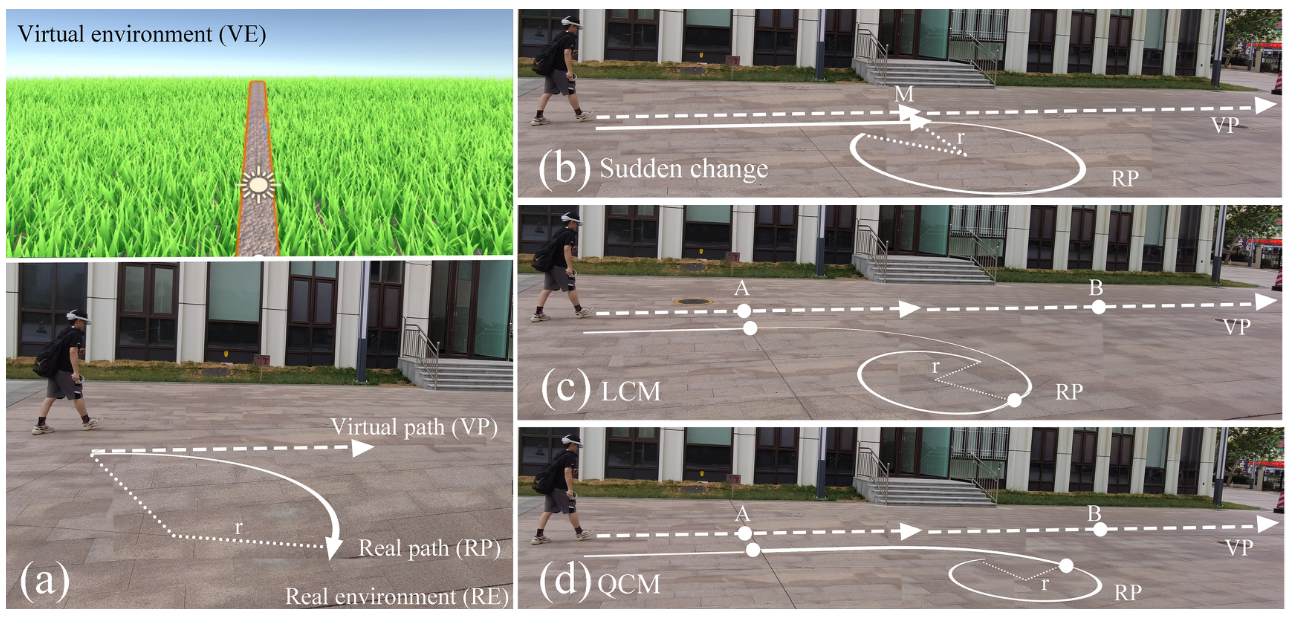 Virtual environment (VE)
Virtual path (VP)
r
Real path (RP)
(a)
Real environment (RE)
M
VP
r
(b) Sudden change
RP
A
B
VP
r
RP
(c) LCM
A
B
VP
r
RP
(d) QCM